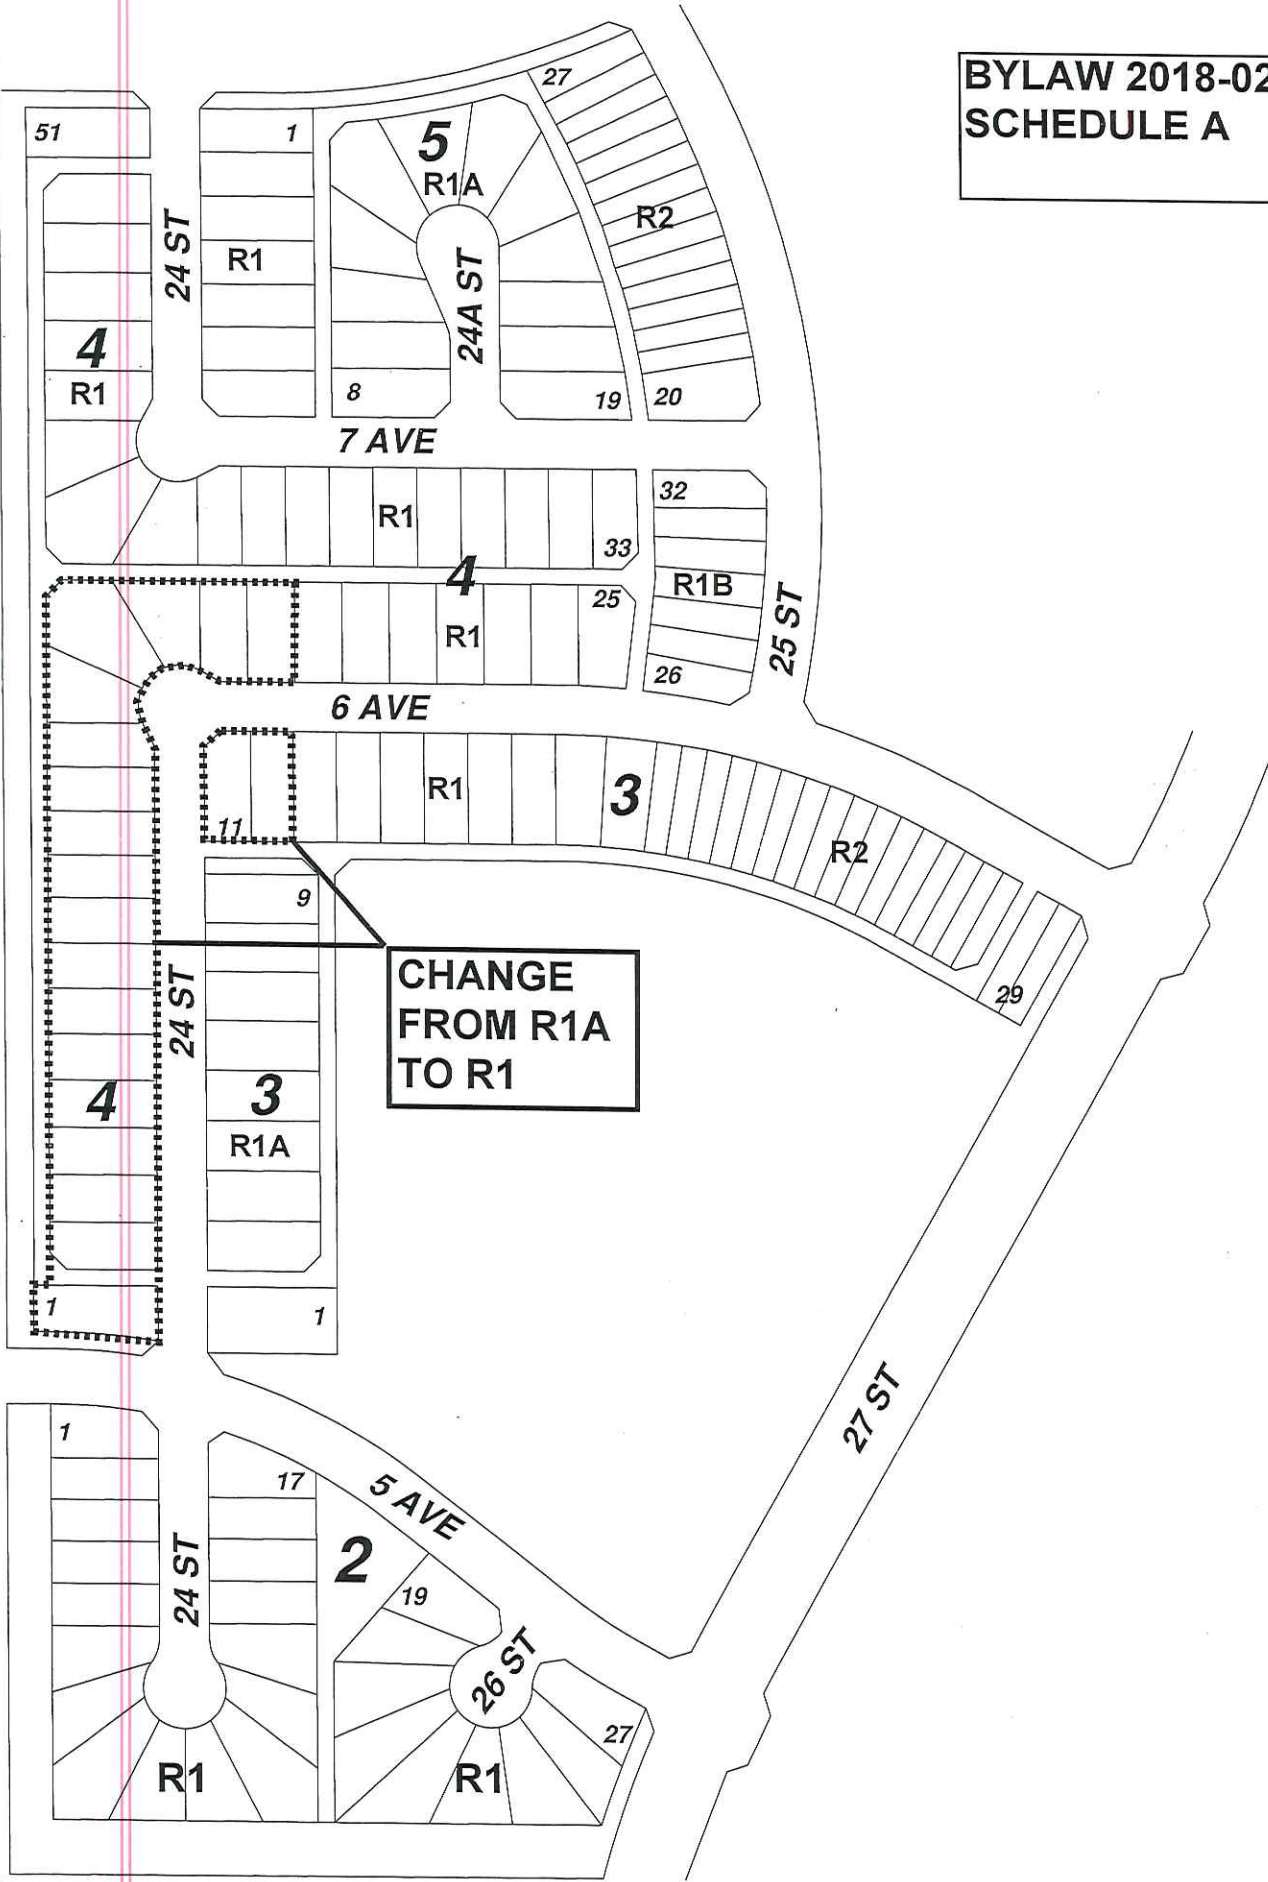 BYLAW 2018-02
SCHEDULE A
27
51
1
5
R1A
R2
24 ST
R1
24A ST
4
R1
8
19
20
7 AVE
32
R1
33
4
R1B
25
R1
25 ST
26
6 AVE
R1
3
11
R2
9
CHANGE
FROM R1A
TO R1
29
24 ST
4
3
R1A
1
1
27 ST
1
17
5 AVE
2
24 ST
19
26 ST
27
R1
R1